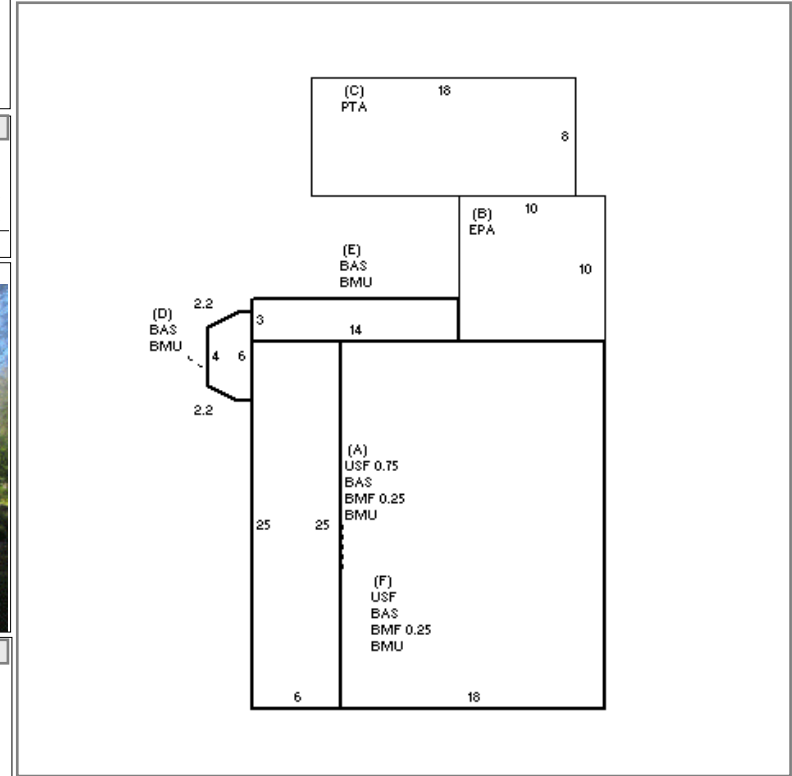 (C)
PTA
18
8
(B)
EPA
10
10
(E)
BAS
BMU
2.2
(D)
BAS
BMU
3
14
4
6
2.2
(A)
USF 0.75
BAS
BMF 0.25
BMU
25
25
(F)
USF
BAS
BMF 0.25
BMU
6
18